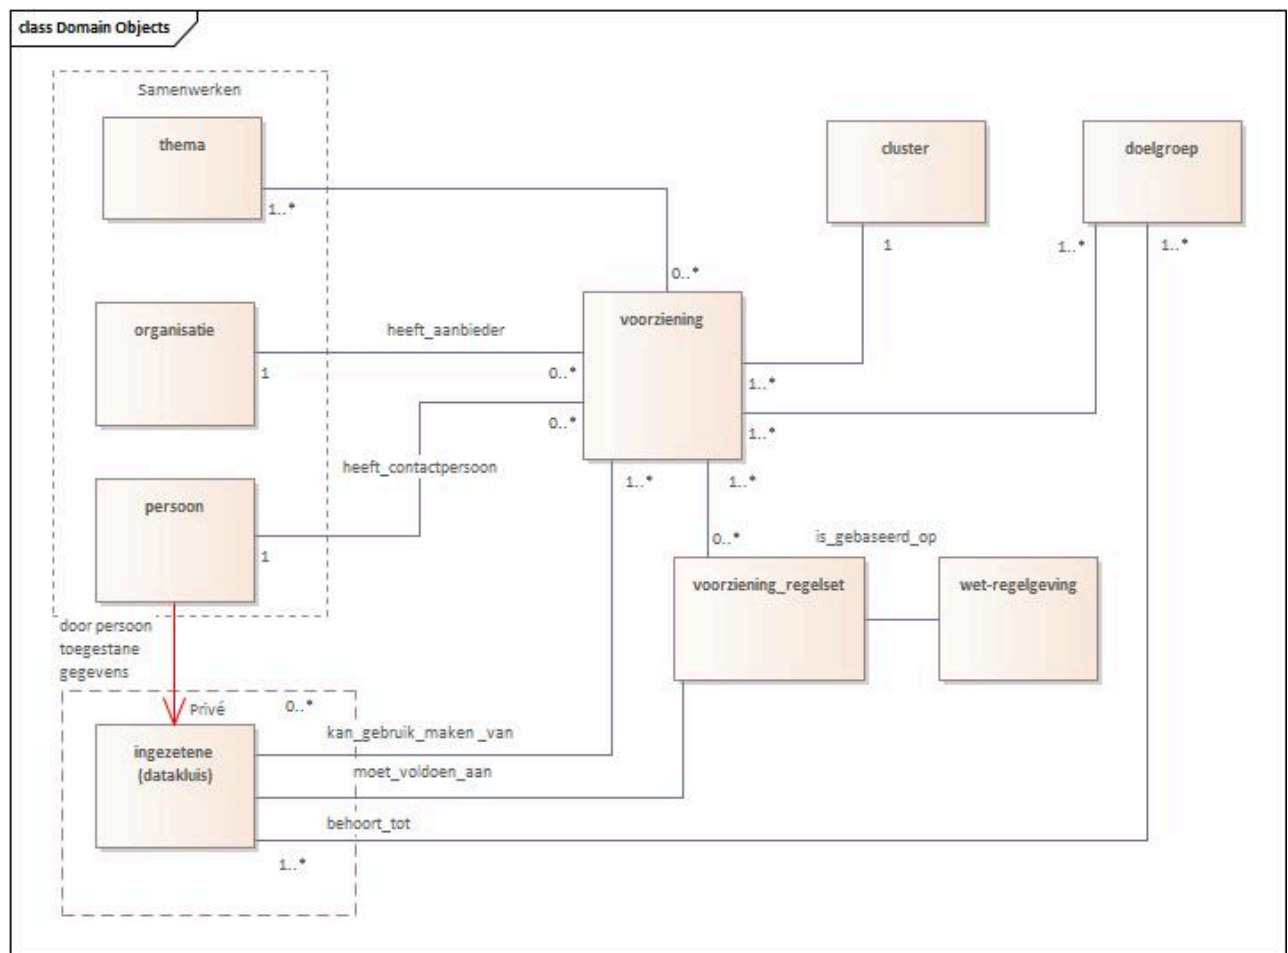 class Domain Objects
Samenwerken
thema
cluster
doelgroep
1..*
1
1..*
1..*
0..*
organisatie
heeft_aanbieder
voorziening
1
0..*
1..*
0..*
1..*
heeft_contactpersoon
persoon
1
1..*
1..*
0..*
is_gebaseerd_op
voorziening_regelset
wet-regelgeving
door persoon
toegestane
gegevens
Privé
0..*
ingezetene
(datakluis)
kan_gebruik_maken _van
moet_voldoen_aan
behoort_tot
1..*